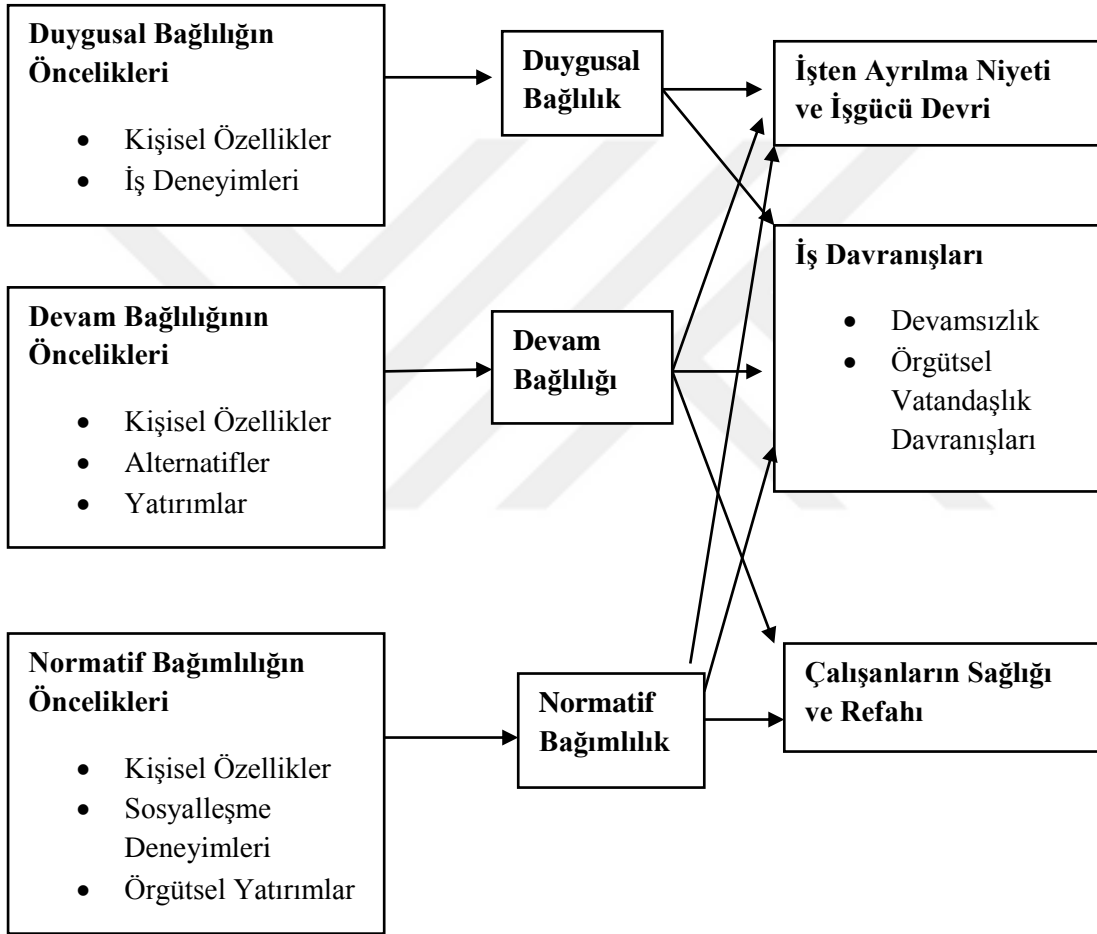 Duygusal Bağlılığın
Öncelikleri
• Kişisel Özellikler
• İş Deneyimleri
Duygusal
Bağlılık
İşten Ayrılma Niyeti
ve İşgücü Devri
Devam Bağlılığının
Öncelikleri
• Kişisel Özellikler
• Alternatifler
• Yatırımlar
Devam
Bağlılığı
İş Davranışları
• Devamsızlık
• Örgütsel
Vatandaşlık
Davranışları
Normatif Bağımlılığın
Öncelikleri
• Kişisel Özellikler
• Sosyalleşme
Deneyimleri
• Örgütsel Yatırımlar
Normatif
Bağımlılık
Çalışanların Sağlığı
ve Refahı